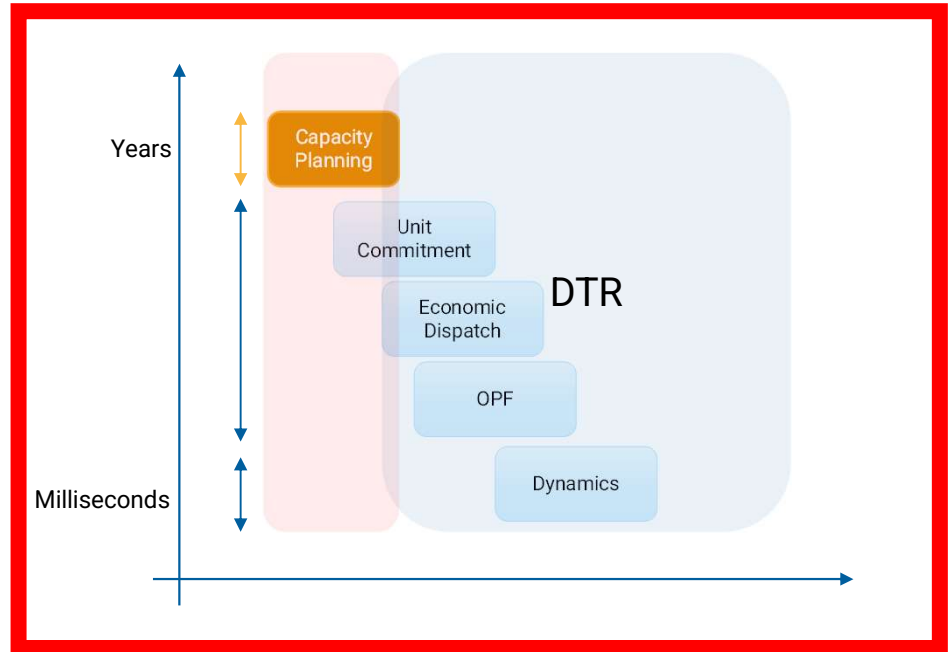 Years
Capacity
Planning
Unit
Commitment
Economic
Dispatch
DTR
OPF
Dynamics
Milliseconds